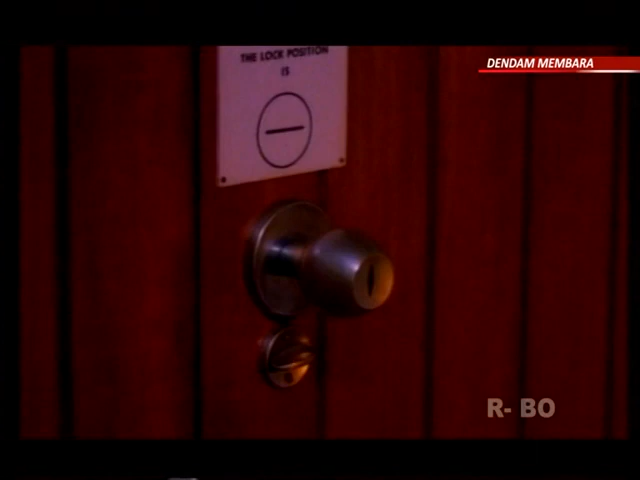 THE LOCK POSITION
IS
DENDAM MEMBARA
R- BO